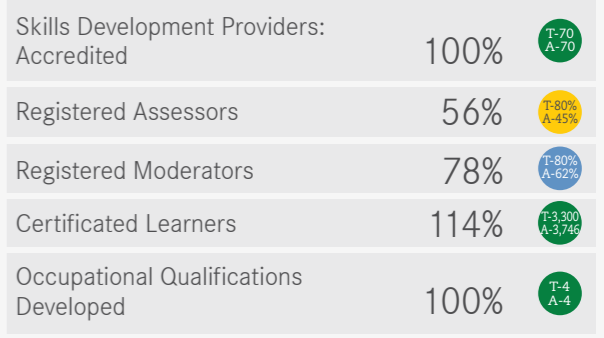 Skills Development Providers:
Accredited
100%
T-70
A-70
Registered Assessors
56%
T-80%
A-45%
Registered Moderators
78%
T-80%
A-62%
Certificated Learners
114%
T-3,300
A-3,746
Occupational Qualifications
Developed
100%
T-4
A-4